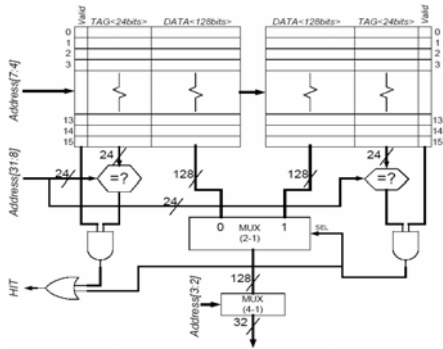 Valid TAG<24bits> DATA<128bits> DATA<128bits> TAG<24bits> Valid
0 0
1 1
2 2
3 3
Address[7:4]
13 13
14 14
15 15
Address[31:8]
24 24
24 =? 128 128 =?
24
0 1
MUX
(2-1)
SEL
HIT
128
Address[3:2]
MUX
(4-1)
32